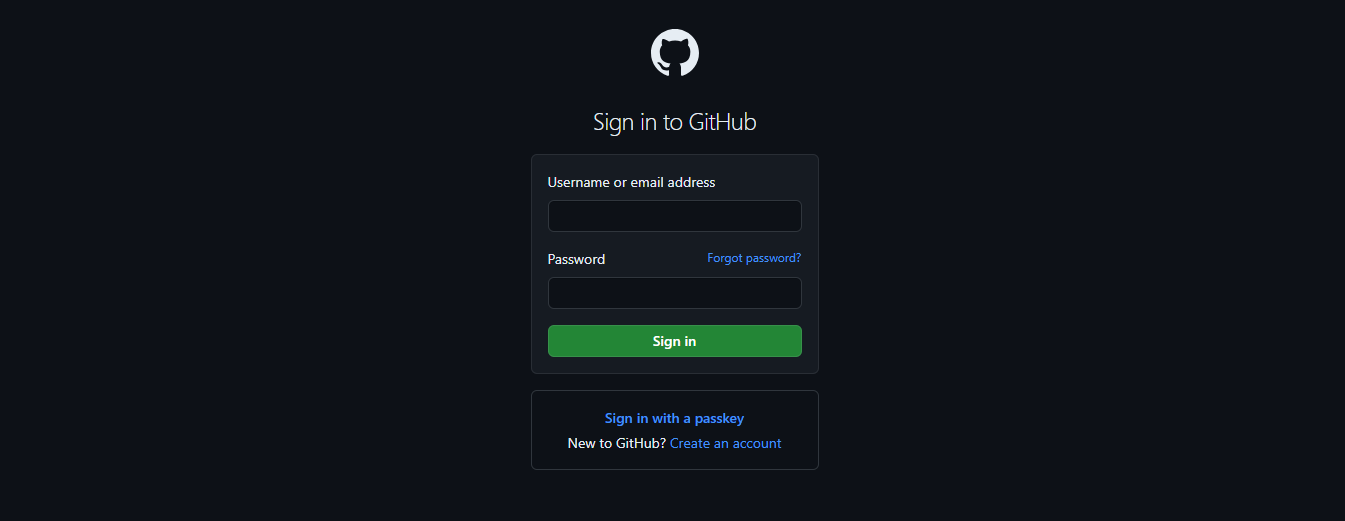 Sign in to GitHub
Username or email address
Password Forgot password?
Sign in
Sign in with a passkey
New to GitHub? Create an account